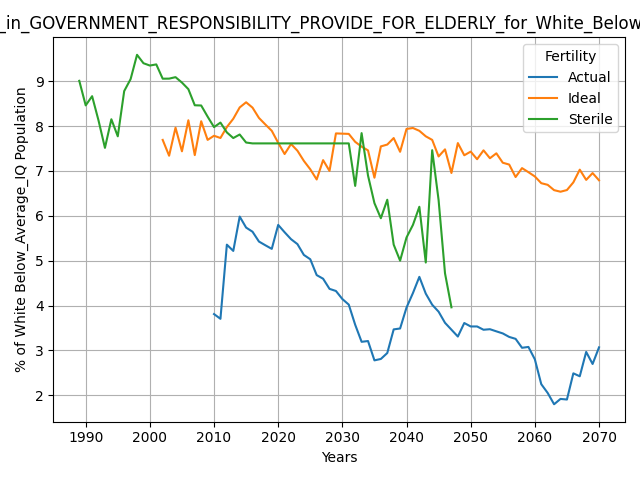 _in_GOVERNMENT_RESPONSIBILITY_PROVIDE_FOR_ELDERLY_for_White_Below
Fertility
Actual
Ideal
Sterile
% of White Below_Average_IQ Population
9
8
7
6
5
4
3
2
1990 2000 2010 2020 2030 2040 2050 2060 2070
Years